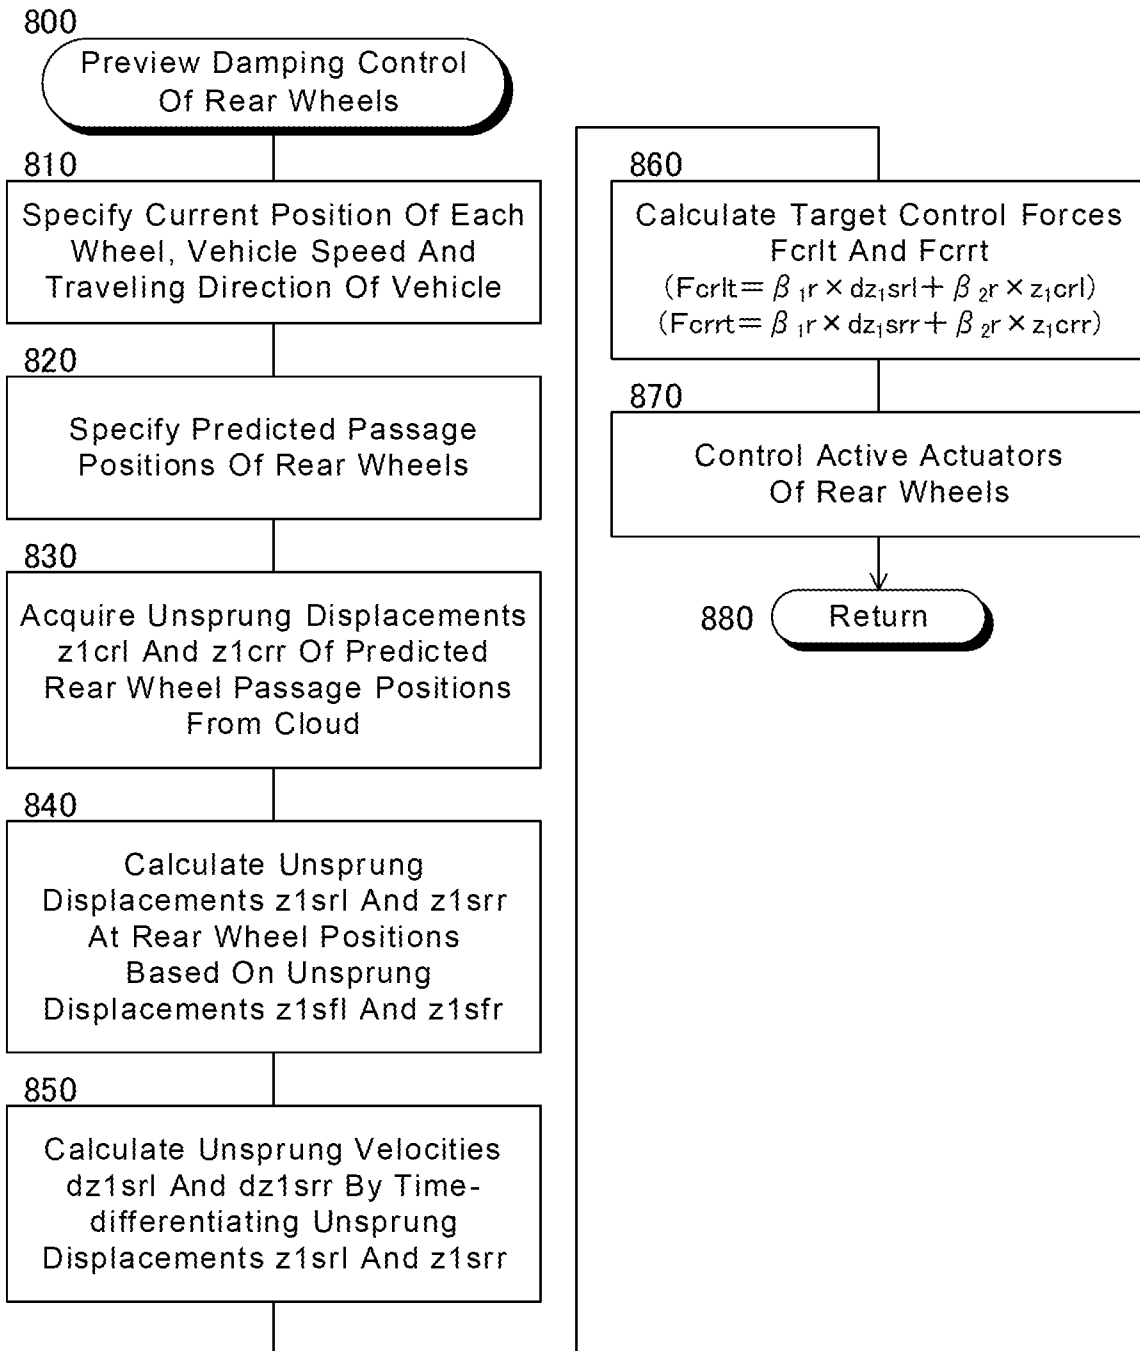 800
Preview Damping Control
Of Rear Wheels
810
Specify Current Position Of Each
Wheel, Vehicle Speed And
Traveling Direction Of Vehicle
820
Specify Predicted Passage
Positions Of Rear Wheels
830
Acquire Unsprung Displacements
z1crl And z1crr Of Predicted
Rear Wheel Passage Positions
From Cloud
840
Calculate Unsprung
Displacements z1srl And z1srr
At Rear Wheel Positions
Based On Unsprung
Displacements z1sfl And z1sfr
850
Calculate Unsprung Velocities
dz1srl And dz1srr By Time-
differentiating Unsprung
Displacements z1srl And z1srr
860
Calculate Target Control Forces
Fcrlt And Fcrrt
(Fcrlt=β₁r×dz₁srl+β₂r×z₁crl)
(Fcrrt=β₁r×dz₁srr+β₂r×z₁crr)
870
Control Active Actuators
Of Rear Wheels
880
Return